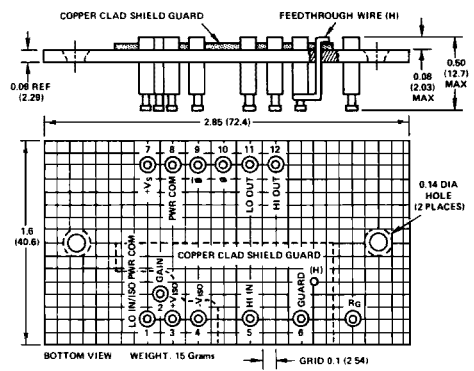 COPPER CLAD SHIELD GUARD
FEEDTHROUGH WIRE (H)
0.09 REF
(2.29)
0.08
(2.03)
MAX
0.50
(12.7)
MAX
2.85 (72.4)
7 8 9 10 11 12
+VS
PWR COM
LO OUT
HI OUT
0.14 DIA
HOLE
(2 PLACES)
1.6
(40.6)
COPPER CLAD SHIELD GUARD
(H)
LO IN/ISO PWR COM
GAIN
+VISO
-VISO
HI IN
GUARD
RG
2
1 3 4 5 6
BOTTOM VIEW
WEIGHT. 15 Grams
GRID 0.1 (2 54)